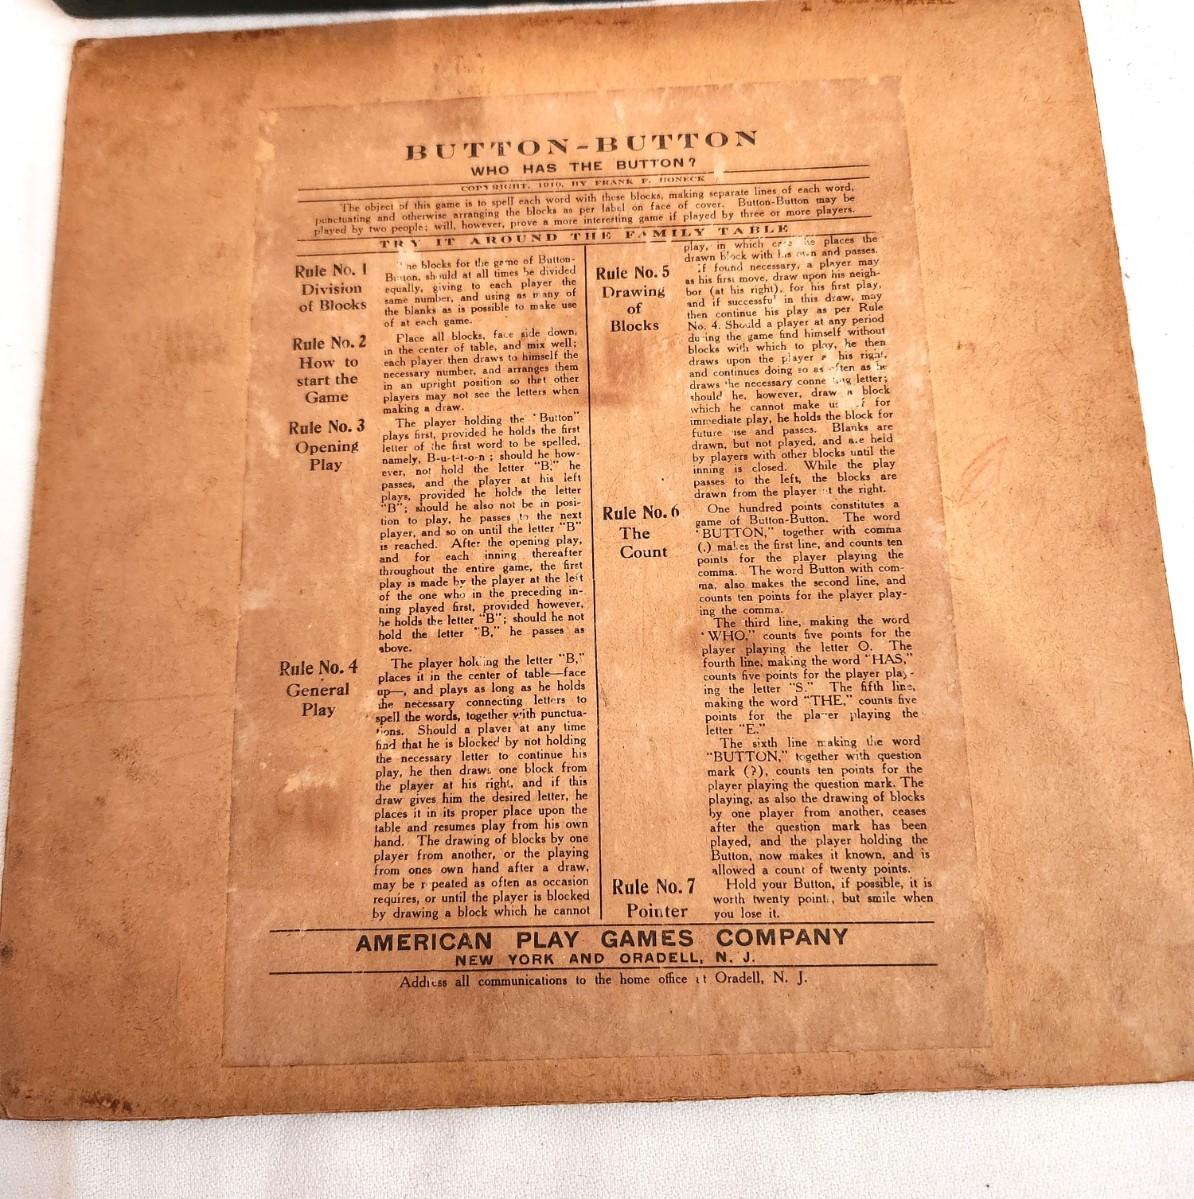 BUTTON-BUTTON
WHO HAS THE BUTTON?
COPYRIGHT, 1910, BY FRANK P. HONECK
The object of this game is to spell each word with these blocks, making separate lines of each word,
punctuating and otherwise arranging the blocks as per label on face of cover. Button-Button may be
played by two people; will, however, prove a more interesting game if played by three or more players.
TRY IT AROUND THE FAMILY TABLE
Rule No. 1
Division
of Blocks
The blocks for the game of Button-
Button, should at all times be divided
equally, giving to each player the
same number, and using as many of
the blanks as is possible to make use
of at each game.
Rule No. 2
How to
start the
Game
Place all blocks, face side down,
in the center of table, and mix well;
each player then draws to himself the
necessary number, and arranges them
in an upright position so that other
players may not see the letters when
making a draw.
Rule No. 3
Opening
Play
The player holding the "Button"
plays first, provided he holds the first
letter of the first word to be spelled,
namely, B-u-t-t-o-n; should he how-
ever, not hold the letter "B," he
passes, and the player at his left
plays, provided he holds the letter
"B"; should he also not be in posi-
tion to play, he passes to the next
player, and so on until the letter "B"
is reached. After the opening play,
and for each inning thereafter
throughout the entire game, the first
play is made by the player at the left
of the one who in the preceding in-
ning played first, provided however,
he holds the letter "B"; should he not
hold the letter "B," he passes as
above.
Rule No. 4
General
Play
The player holding the letter "B,"
places it in the center of table—face
up—, and plays as long as he holds
the necessary connecting letters to
spell the words, together with punctua-
tions. Should a player at any time
find that he is blocked by not holding
the necessary letter to continue his
play, he then draws one block from
the player at his right, and if this
draw gives him the desired letter, he
places it in its proper place upon the
table and resumes play from his own
hand. The drawing of blocks by one
player from another, or the playing
from ones own hand after a draw,
may be repeated as often as occasion
requires, or until the player is blocked
by drawing a block which he cannot
play, in which case he places the
drawn block with his own and passes.
Rule No. 5
Drawing
of
Blocks
If found necessary, a player may
as his first move, draw upon his neigh-
bor (at his right), for his first play,
and if successful in this draw, may
then continue his play as per Rule
No. 4. Should a player at any period
during the game find himself without
blocks with which to play, he then
draws upon the player his right,
and continues doing so as often as he
draws the necessary connecting letter;
should he, however, draw a block
which he cannot make use of for
immediate play, he holds the block for
future use and passes. Blanks are
drawn, but not played, and are held
by players with other blocks until the
inning is closed. While the play
passes to the left, the blocks are
drawn from the player at the right.
Rule No. 6
The
Count
One hundred points constitutes a
game of Button-Button. The word
"BUTTON," together with comma
(,) makes the first line, and counts ten
points for the player playing the
comma. The word Button with com-
ma, also makes the second line, and
counts ten points for the player play-
ing the comma.
The third line, making the word
"WHO," counts five points for the
player playing the letter O. The
fourth line, making the word "HAS,"
counts five points for the player play-
ing the letter "S." The fifth line,
making the word "THE," counts five
points for the player playing the
letter "E."
The sixth line making the word
"BUTTON," together with question
mark (?), counts ten points for the
player playing the question mark. The
playing, as also the drawing of blocks
by one player from another, ceases
after the question mark has been
played, and the player holding the
Button, now makes it known, and is
allowed a count of twenty points.
Rule No. 7
Pointer
Hold your Button, if possible, it is
worth twenty points, but smile when
you lose it.
AMERICAN PLAY GAMES COMPANY
NEW YORK AND ORADELL, N. J.
Address all communications to the home office at Oradell, N. J.